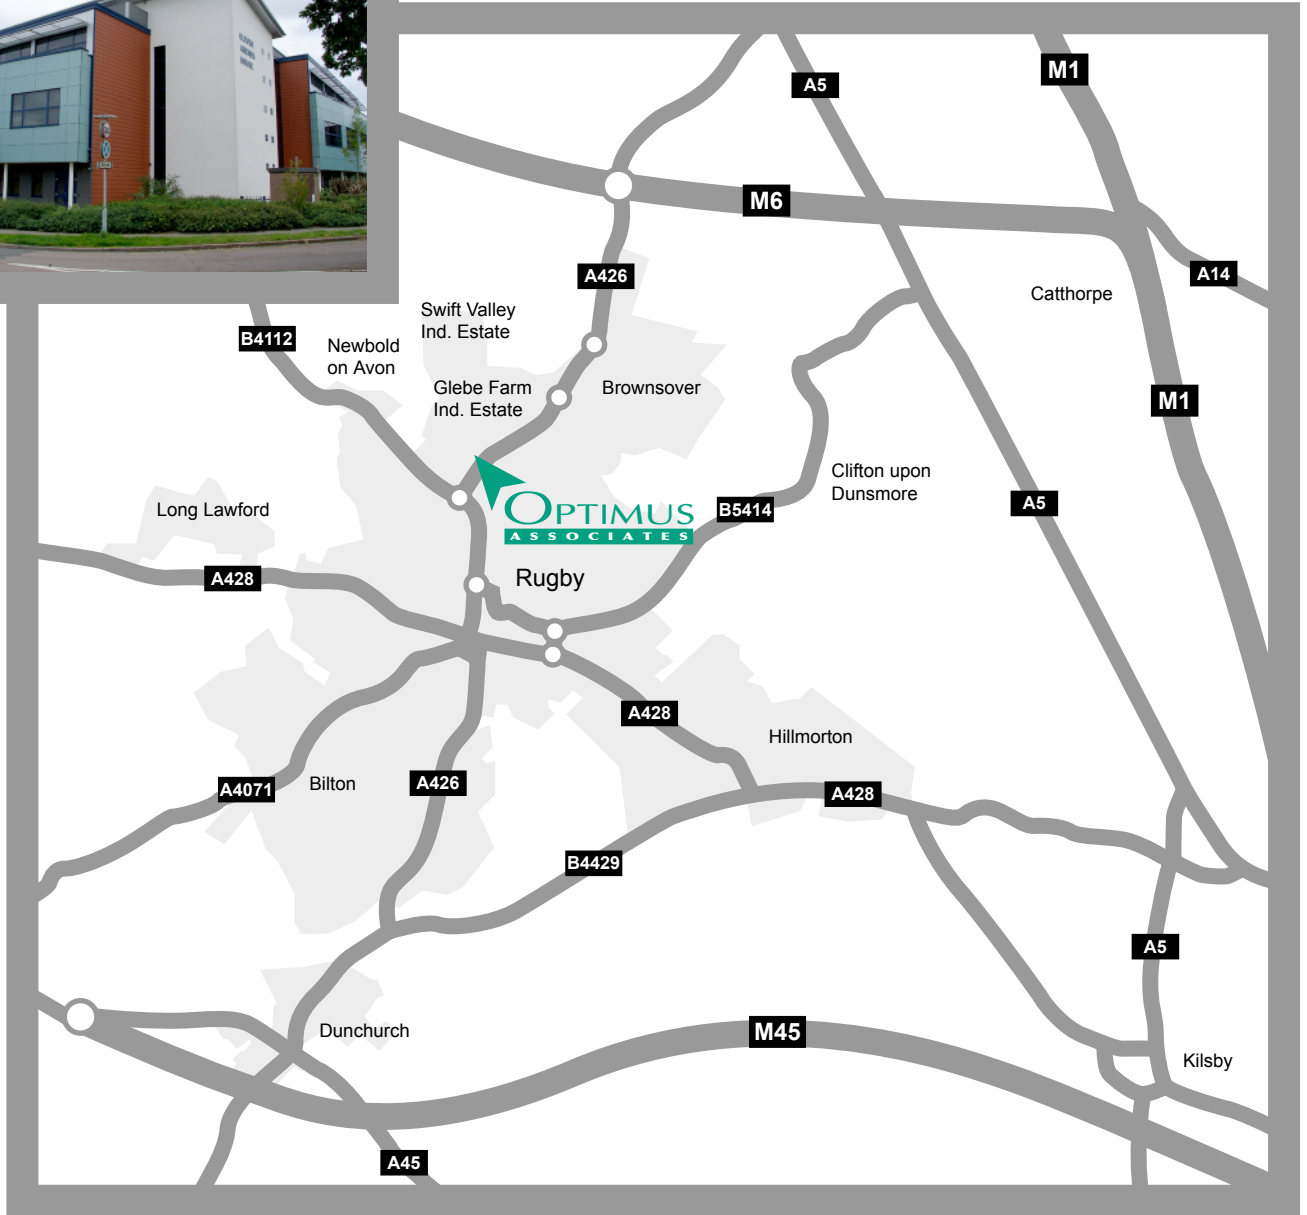 A5
M1
M6
A426
A14
Catthorpe
Swift Valley
Ind. Estate
B4112
Newbold
on Avon
Glebe Farm
Ind. Estate
Brownsover
M1
Clifton upon
Dunsmore
Long Lawford
OPTIMUS
ASSOCIATES
B5414
A5
A428
Rugby
A428
Hillmorton
A4071
Bilton
A426
A428
B4429
A5
Dunchurch
M45
Kilsby
A45